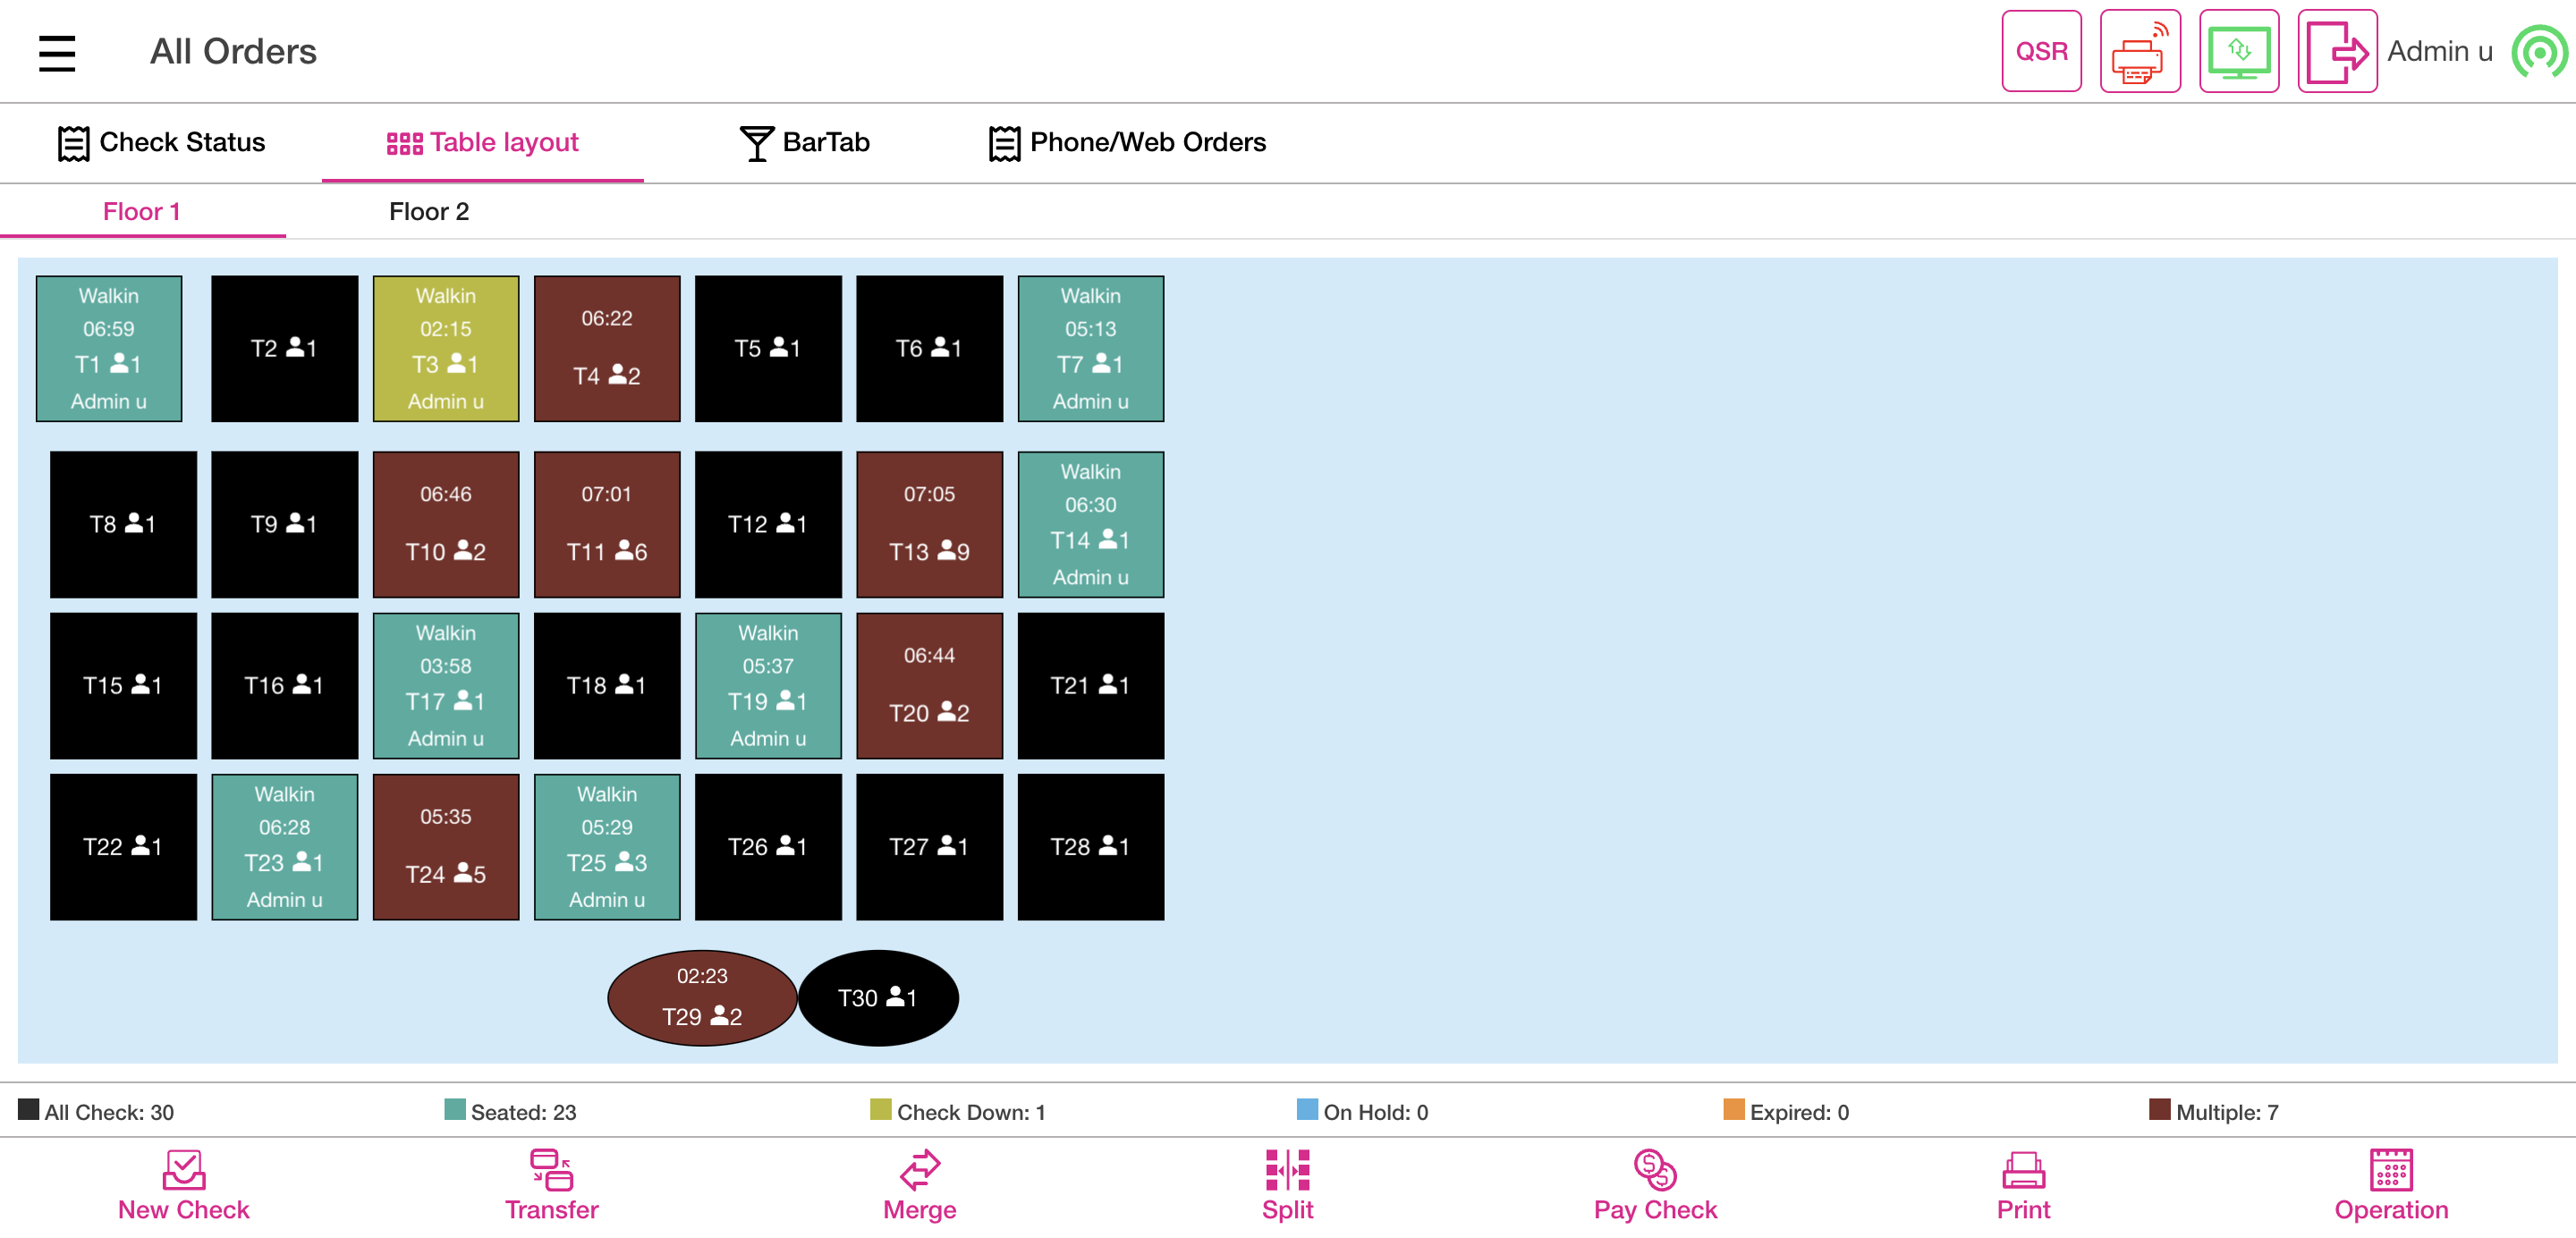 All Orders
QSR
Admin u
Check Status
Table layout
BarTab
Phone/Web Orders
Floor 1
Floor 2
Walkin
06:59
T1 1
Admin u
T2 1
Walkin
02:15
T3 1
Admin u
06:22
T4 2
T5 1
T6 1
Walkin
05:13
T7 1
Admin u
T8 1
T9 1
06:46
T10 2
07:01
T11 6
T12 1
07:05
T13 9
Walkin
06:30
T14 1
Admin u
T15 1
T16 1
Walkin
03:58
T17 1
Admin u
T18 1
Walkin
05:37
T19 1
Admin u
06:44
T20 2
T21 1
T22 1
Walkin
06:28
T23 1
Admin u
05:35
T24 5
Walkin
05:29
T25 3
Admin u
T26 1
T27 1
T28 1
02:23
T29 2
T30 1
All Check: 30
Seated: 23
Check Down: 1
On Hold: 0
Expired: 0
Multiple: 7
New Check
Transfer
Merge
Split
Pay Check
Print
Operation